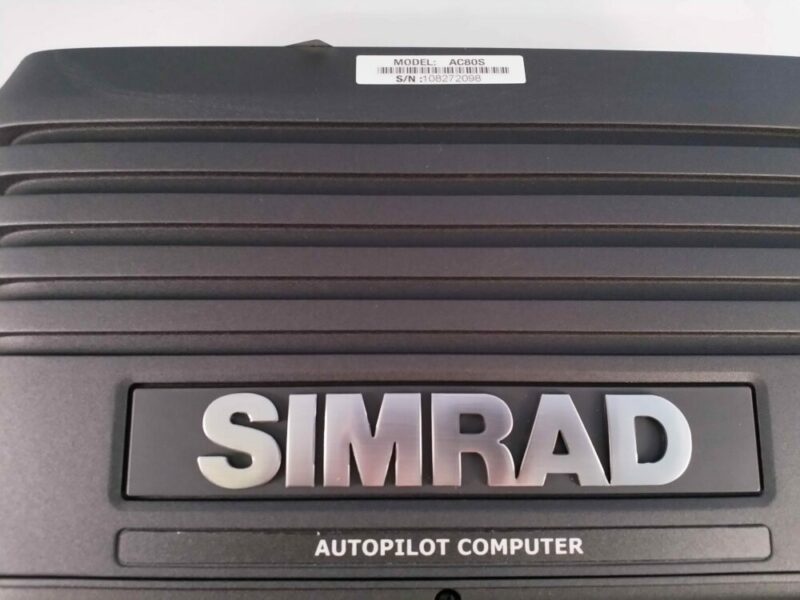 MODEL: AC80S
S/N :108272098
SIMRAD
AUTOPILOT COMPUTER